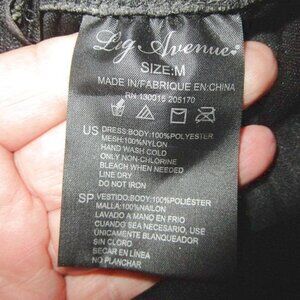 Leg Avenue
SIZE:M
MADE IN/FABRIQUE EN:CHINA
RN 130015 205170
US DRESS:BODY:100%POLYESTER
MESH:100%NYLON
HAND WASH COLD
ONLY NON-CHLORINE
BLEACH WHEN NEEDED
LINE DRY
DO NOT IRON
SP VESTIDO:BODY:100%POLIÉSTER
MALLA:100%NAILON
LAVADO A MANO EN FRIO
CUANDO SEA NECESARIO, USE
ÚNICAMENTE BLANQUEADOR
SIN CLORO
SECAR EN LÍNEA
NO PLANCHAR